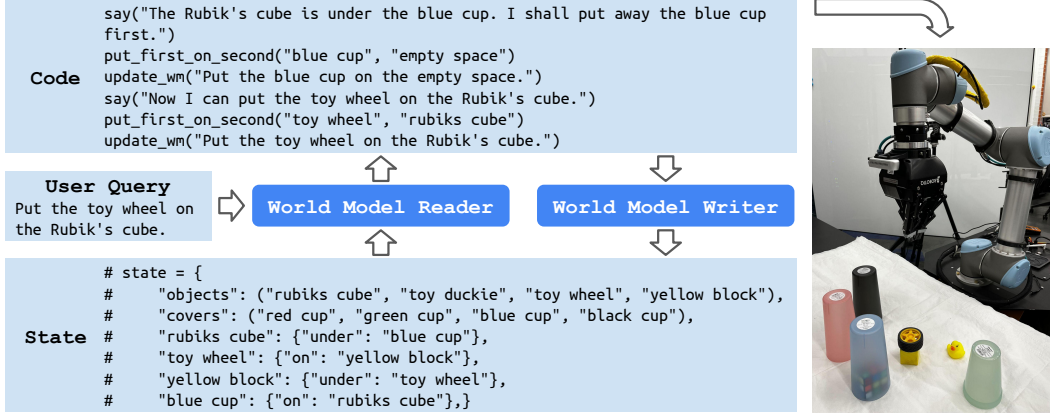 say("The Rubik's cube is under the blue cup. I shall put away the blue cup
first.")
put_first_on_second("blue cup", "empty space")
Code
update_wm("Put the blue cup on the empty space.")
say("Now I can put the toy wheel on the Rubik's cube.")
put_first_on_second("toy wheel", "rubiks cube")
update_wm("Put the toy wheel on the Rubik's cube.")
User Query
Put the toy wheel on
the Rubik's cube.
World Model Reader
World Model Writer
State
# state = {
#     "objects": ("rubiks cube", "toy duckie", "toy wheel", "yellow block"),
#     "covers": ("red cup", "green cup", "blue cup", "black cup"),
#     "rubiks cube": {"under": "blue cup"},
#     "toy wheel": {"on": "yellow block"},
#     "yellow block": {"under": "toy wheel"},
#     "blue cup": {"on": "rubiks cube"},}
ROBOTIQ